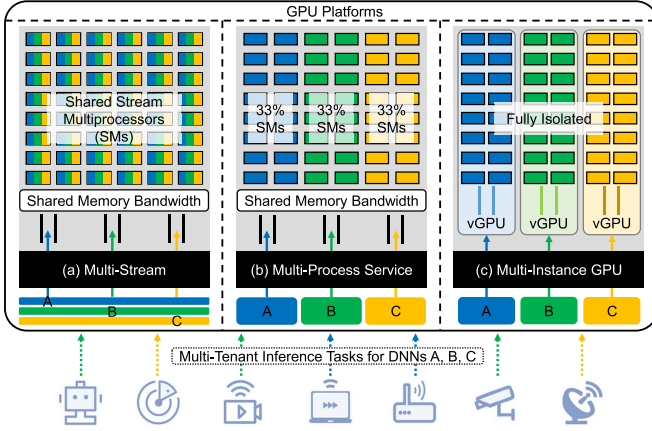 GPU Platforms
Shared Stream
Multiprocessors
(SMs)
Shared Memory Bandwidth
(a) Multi-Stream
A
B
C
33% SMs
33% SMs
33% SMs
Shared Memory Bandwidth
(b) Multi-Process Service
A
B
C
Fully Isolated
vGPU
vGPU
vGPU
(c) Multi-Instance GPU
A
B
C
Multi-Tenant Inference Tasks for DNNs A, B, C